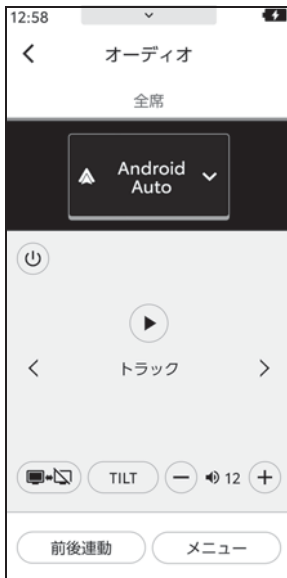 12:58
オーディオ
全席
Android
Auto
トラック
TILT
12
前後連動
メニュー